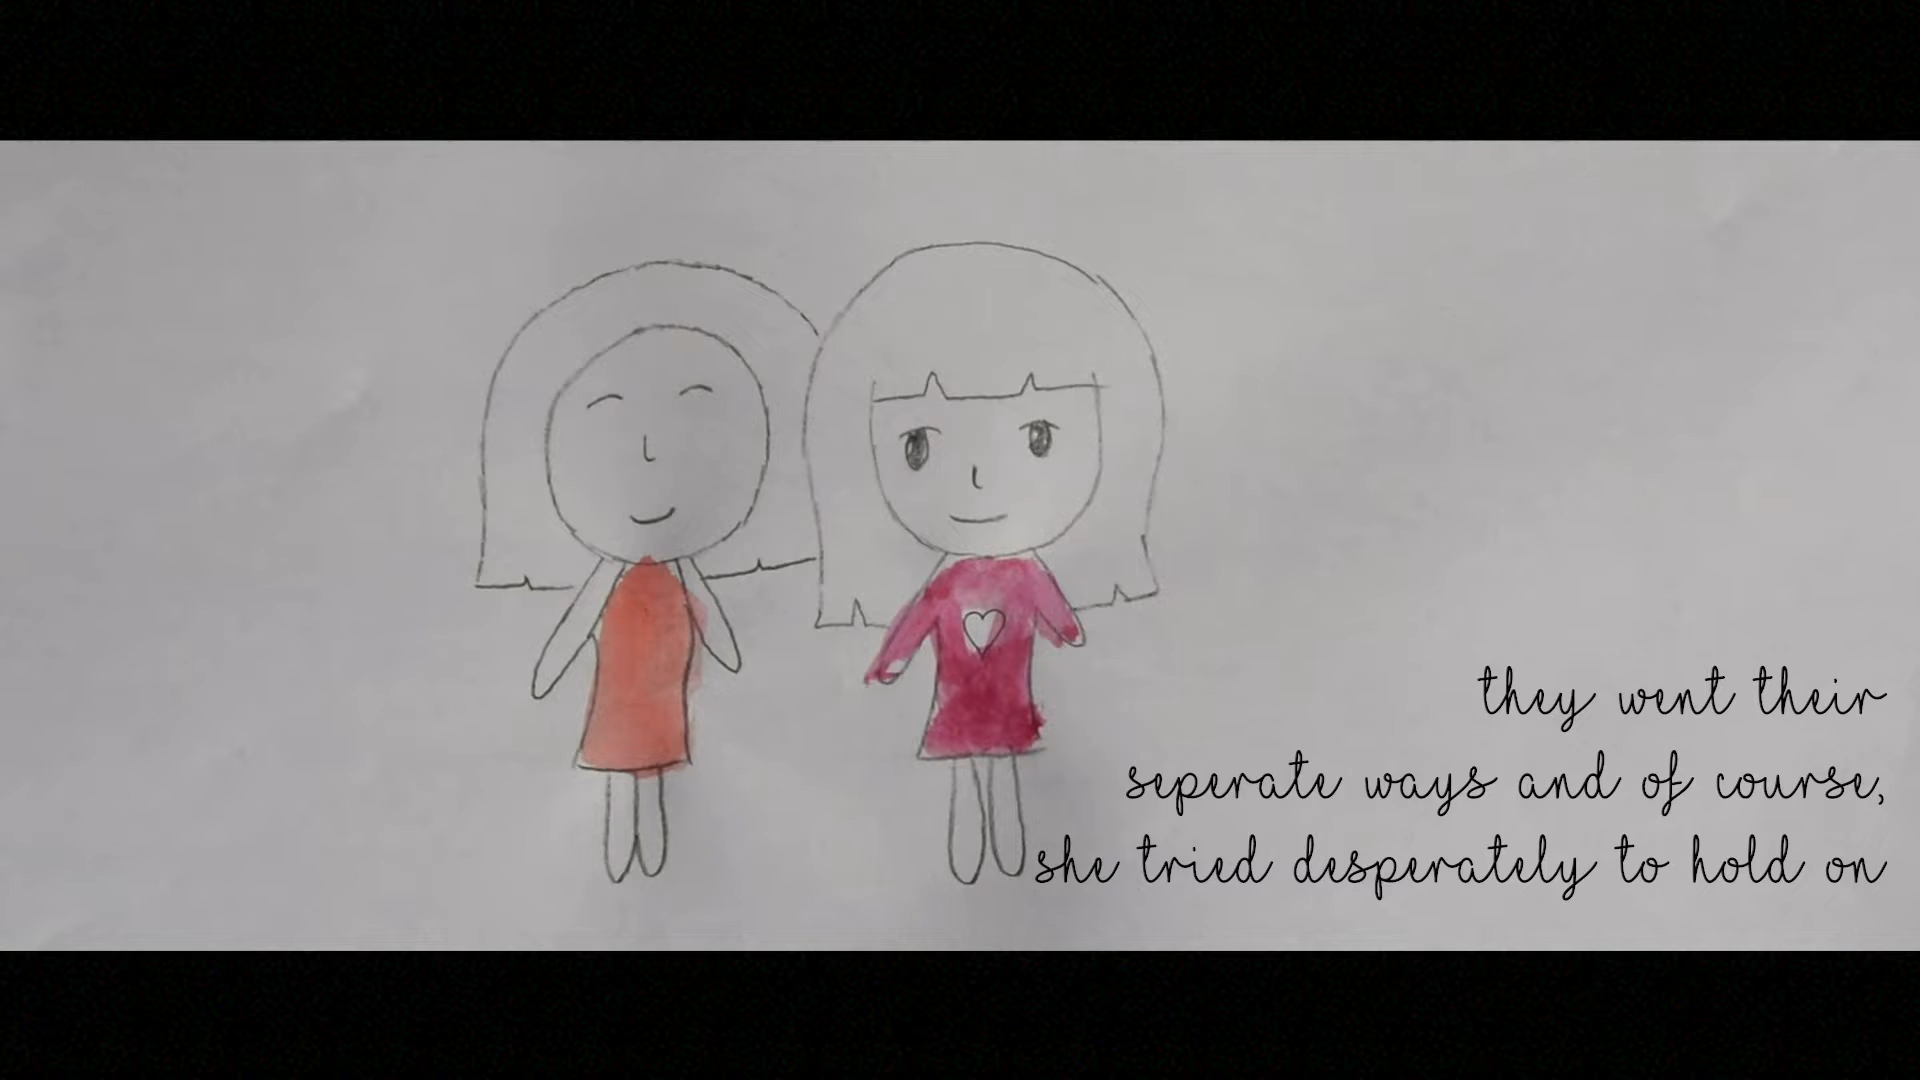 they went their
seperate ways and of course,
she tried desperately to hold on